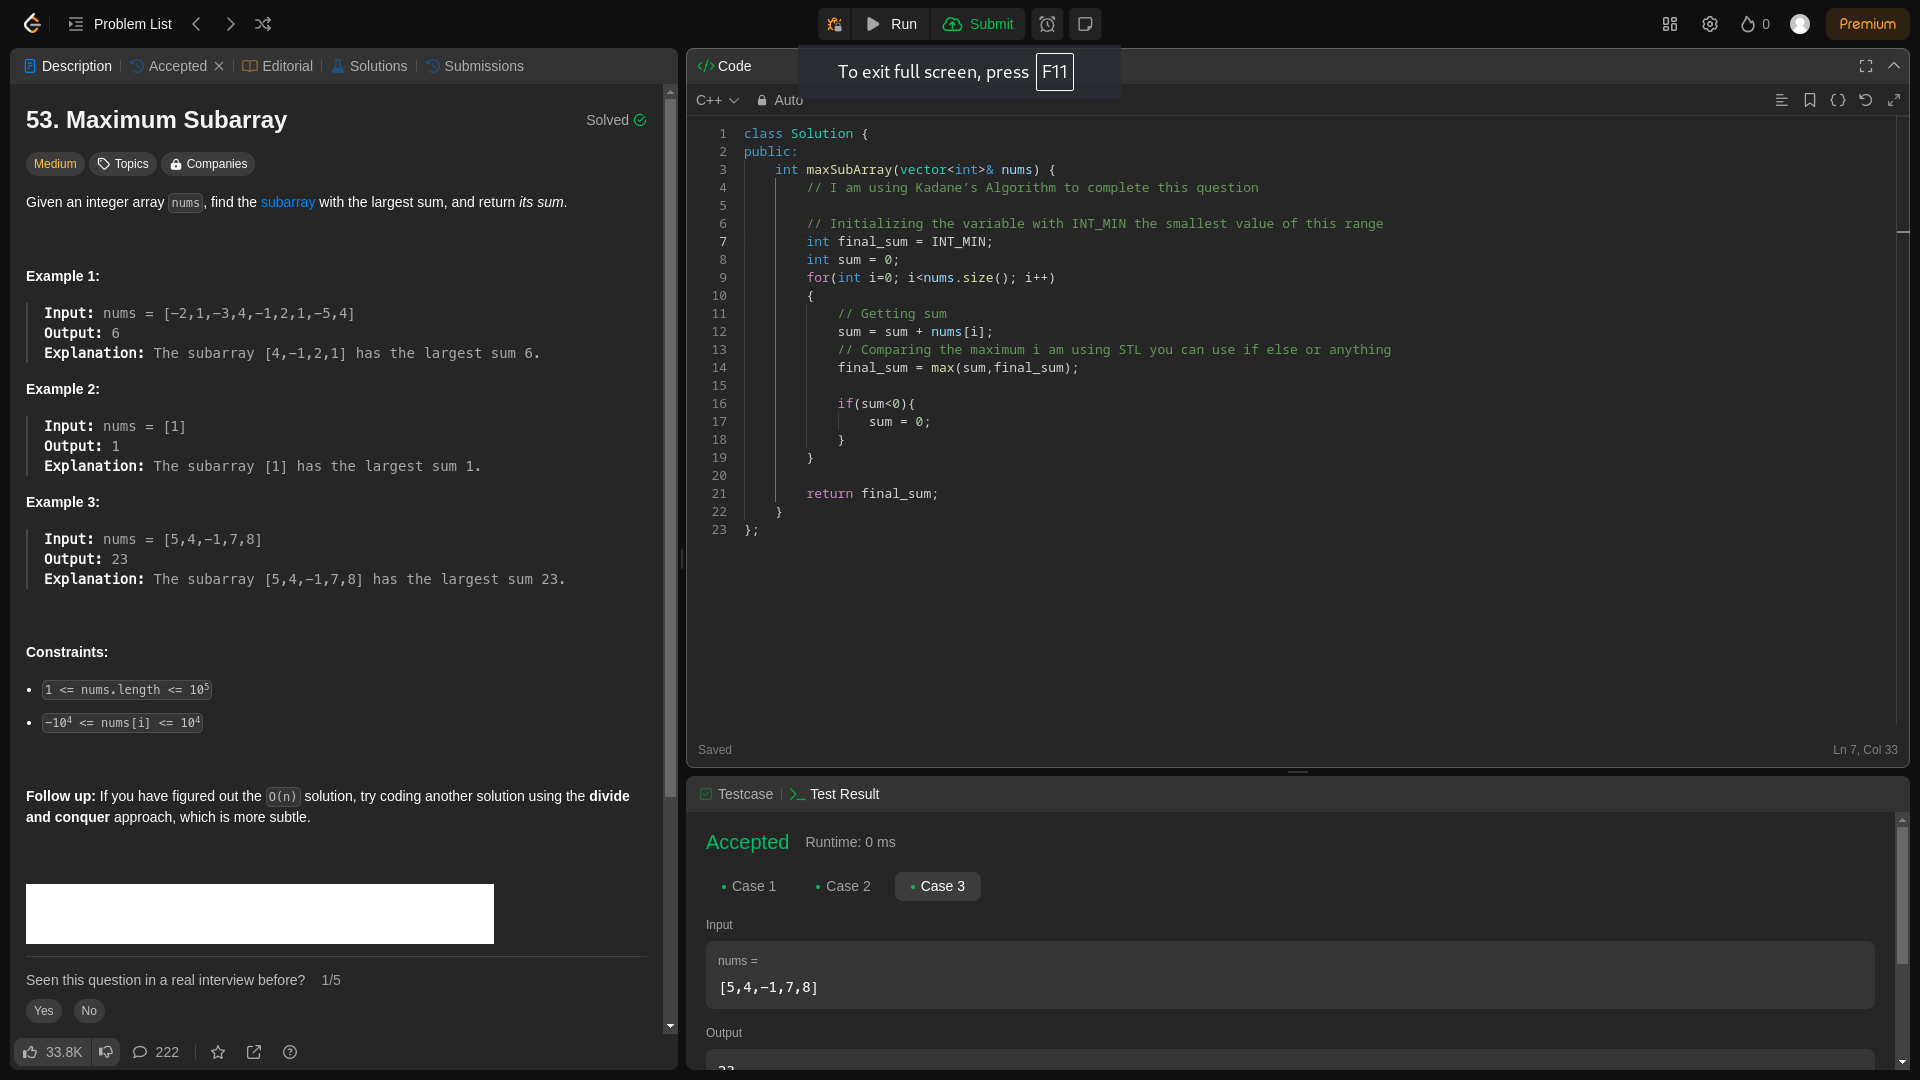 Problem List
Run
Submit
0
Premium
To exit full screen, press F11
Description
Accepted
Editorial
Solutions
Submissions
53. Maximum Subarray
Solved
Medium
Topics
Companies
Given an integer array nums, find the subarray with the largest sum, and return its sum.
Example 1:
Input: nums = [-2,1,-3,4,-1,2,1,-5,4]
Output: 6
Explanation: The subarray [4,-1,2,1] has the largest sum 6.
Example 2:
Input: nums = [1]
Output: 1
Explanation: The subarray [1] has the largest sum 1.
Example 3:
Input: nums = [5,4,-1,7,8]
Output: 23
Explanation: The subarray [5,4,-1,7,8] has the largest sum 23.
Constraints:
• 1 <= nums.length <= 10⁵
• -10⁴ <= nums[i] <= 10⁴
Follow up: If you have figured out the O(n) solution, try coding another solution using the divide
and conquer approach, which is more subtle.
Seen this question in a real interview before? 1/5
Yes
No
33.8K
222
Code
C++
Auto
1 class Solution {
2 public:
3     int maxSubArray(vector<int>& nums) {
4         // I am using Kadane's Algorithm to complete this question
5
6         // Initializing the variable with INT_MIN the smallest value of this range
7         int final_sum = INT_MIN;
8         int sum = 0;
9         for(int i=0; i<nums.size(); i++)
10         {
11             // Getting sum
12             sum = sum + nums[i];
13             // Comparing the maximum i am using STL you can use if else or anything
14             final_sum = max(sum,final_sum);
15
16             if(sum<0){
17                 sum = 0;
18             }
19         }
20
21         return final_sum;
22     }
23 };
Saved
Ln 7, Col 33
Testcase
Test Result
Accepted
Runtime: 0 ms
• Case 1
• Case 2
• Case 3
Input
nums =
[5,4,-1,7,8]
Output
23